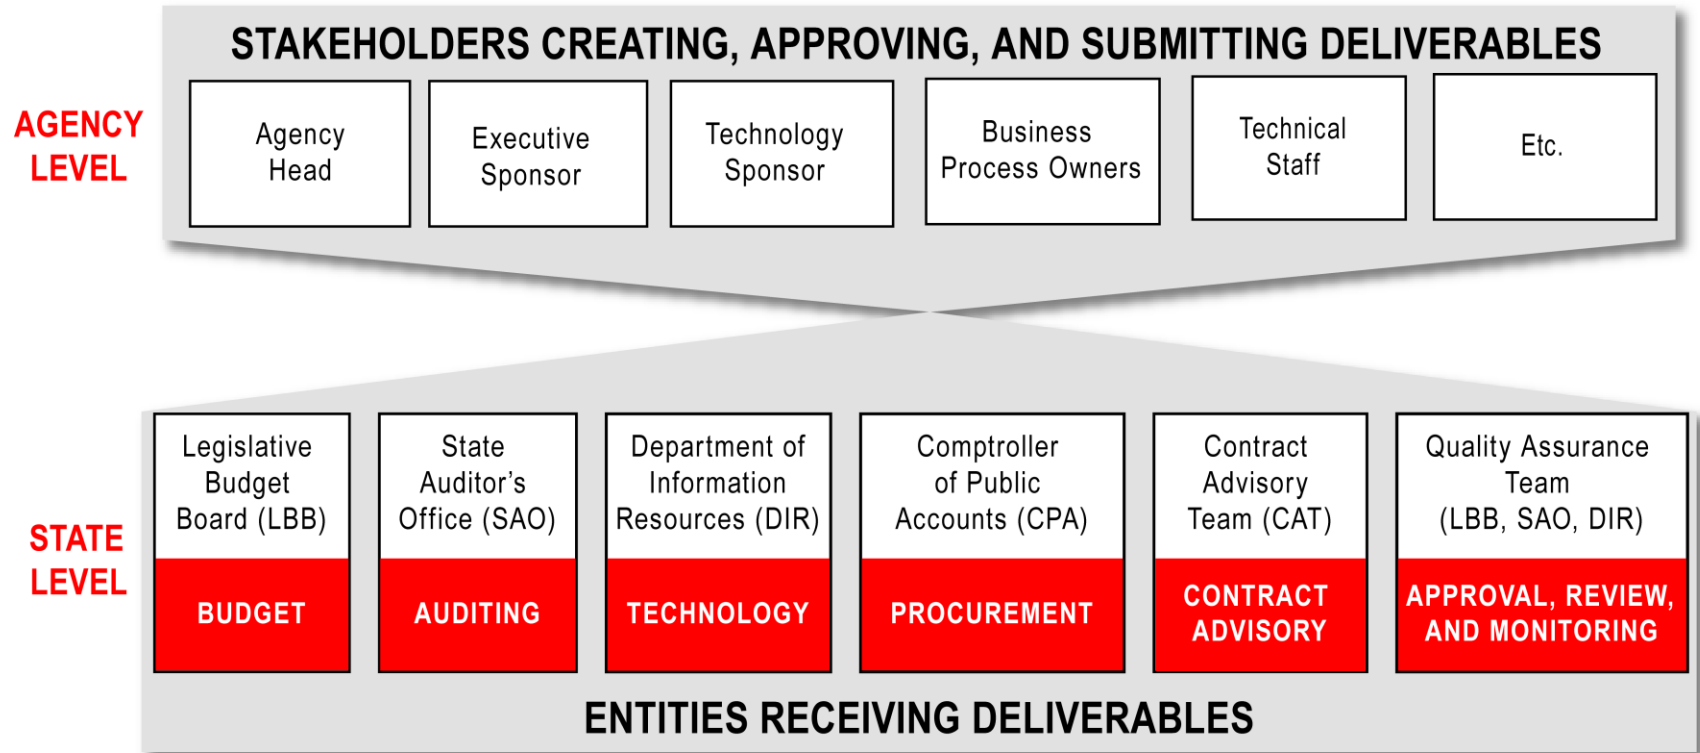 STAKEHOLDERS CREATING, APPROVING, AND SUBMITTING DELIVERABLES
AGENCY
LEVEL
Agency
Head
Executive
Sponsor
Technology
Sponsor
Business
Process Owners
Technical
Staff
Etc.
STATE
LEVEL
Legislative
Budget
Board (LBB)
BUDGET
State
Auditor's
Office (SAO)
AUDITING
Department of
Information
Resources (DIR)
TECHNOLOGY
Comptroller
of Public
Accounts (CPA)
PROCUREMENT
Contract
Advisory
Team (CAT)
CONTRACT
ADVISORY
Quality Assurance
Team
(LBB, SAO, DIR)
APPROVAL, REVIEW,
AND MONITORING
ENTITIES RECEIVING DELIVERABLES